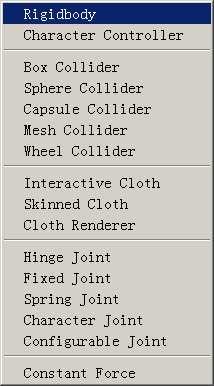 Rigidbody
Character Controller
Box Collider
Sphere Collider
Capsule Collider
Mesh Collider
Wheel Collider
Interactive Cloth
Skinned Cloth
Cloth Renderer
Hinge Joint
Fixed Joint
Spring Joint
Character Joint
Configurable Joint
Constant Force